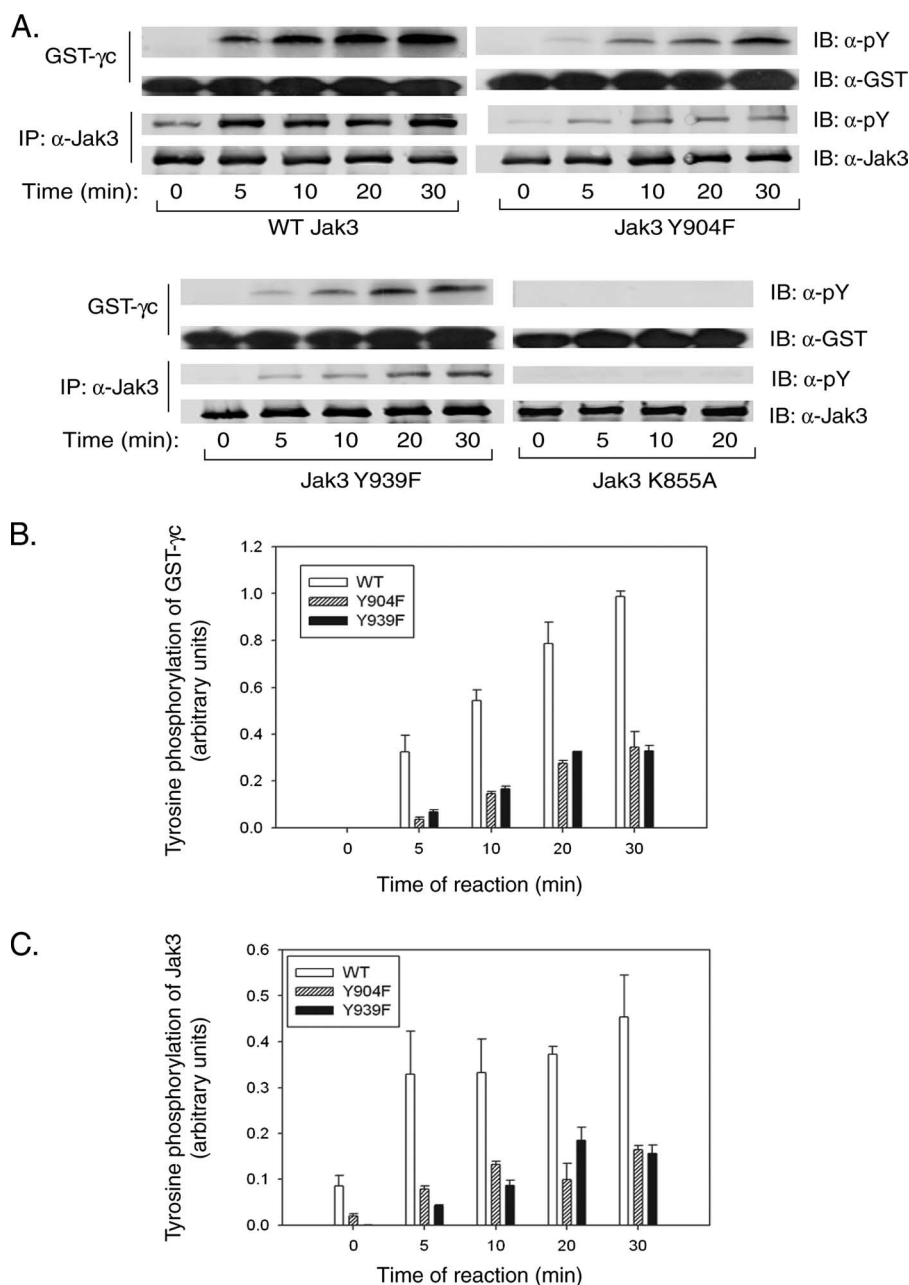 A.
GST-γc
IB: α-pY
IB: α-GST
IP: α-Jak3
IB: α-pY
IB: α-Jak3
Time (min): 0 5 10 20 30 0 5 10 20 30
WT Jak3 Jak3 Y904F
GST-γc
IB: α-pY
IB: α-GST
IP: α-Jak3
IB: α-pY
IB: α-Jak3
Time (min): 0 5 10 20 30 0 5 10 20
Jak3 Y939F Jak3 K855A
B.
Tyrosine phosphorylation of GST-γc
(arbitrary units)
1.2
1.0
0.8
0.6
0.4
0.2
0.0
WT
Y904F
Y939F
0 5 10 20 30
Time of reaction (min)
C.
Tyrosine phosphorylation of Jak3
(arbitrary units)
0.6
0.5
0.4
0.3
0.2
0.1
0.0
WT
Y904F
Y939F
0 5 10 20 30
Time of reaction (min)